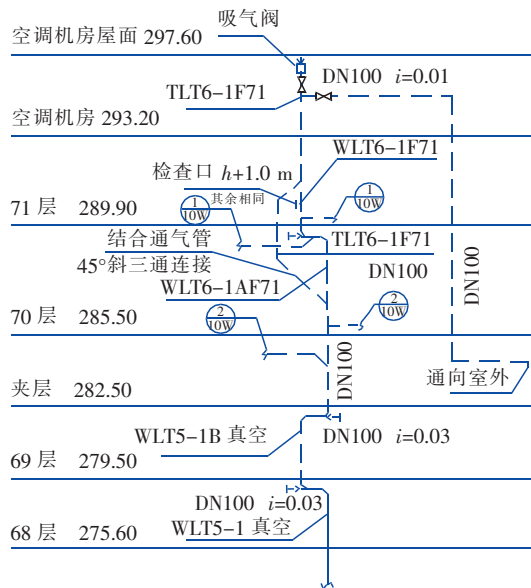 吸气阀
空调机房屋面 297.60
DN100 i=0.01
TLT6-1F71
空调机房 293.20
WLT6-1F71
检查口 h+1.0 m
1
10W
其余相同
1
10W
71 层 289.90
结合通气管
TLT6-1F71
45°斜三通连接
DN100
DN100
WLT6-1AF71
2
10W
2
10W
70 层 285.50
DN100
通向室外
夹层 282.50
WLT5-1B 真空
DN100 i=0.03
69 层 279.50
DN100 i=0.03
68 层 275.60
WLT5-1 真空